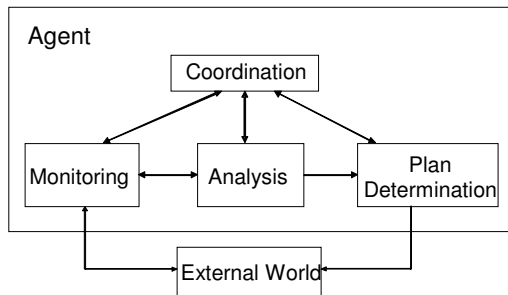 Agent
Coordination
Monitoring
Analysis
Plan
Determination
External World